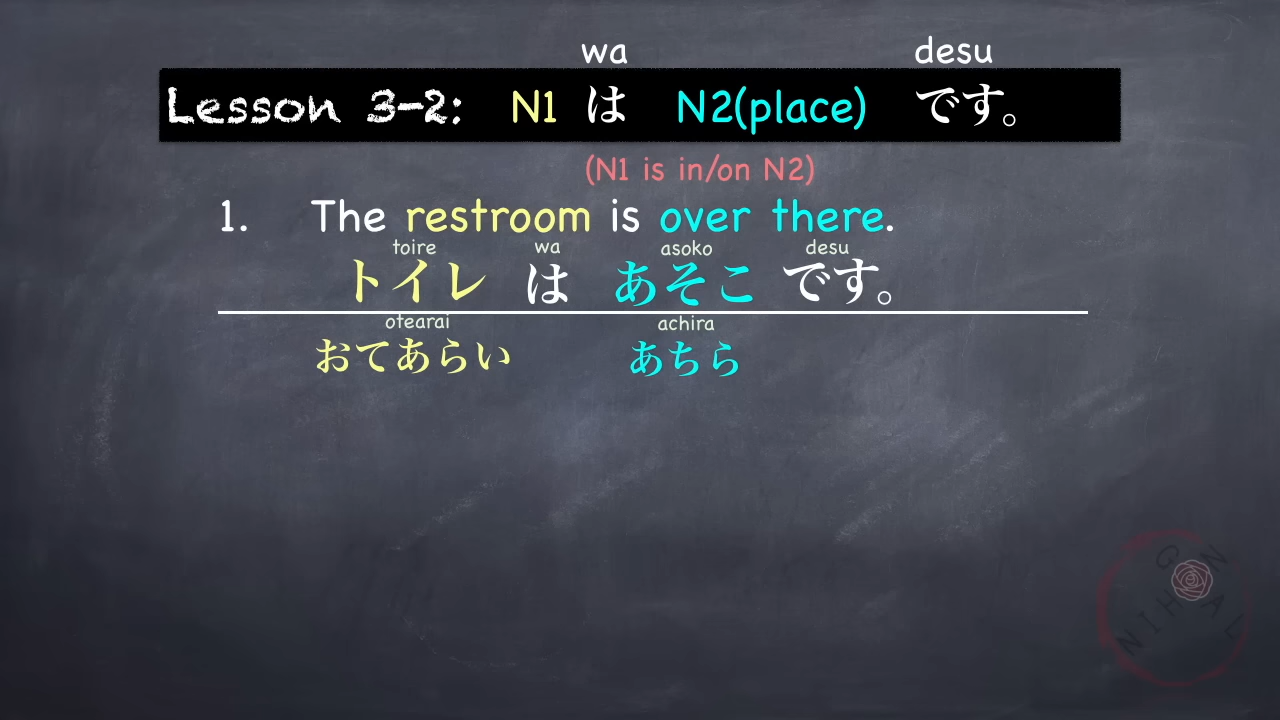 wa desu
Lesson 3-2: N1 は N2(place) です。
(N1 is in/on N2)
1. The restroom is over there.
toire wa asoko desu
トイレ は あそこ です。
otearai achira
おてあらい あちら
NIHON GOAL